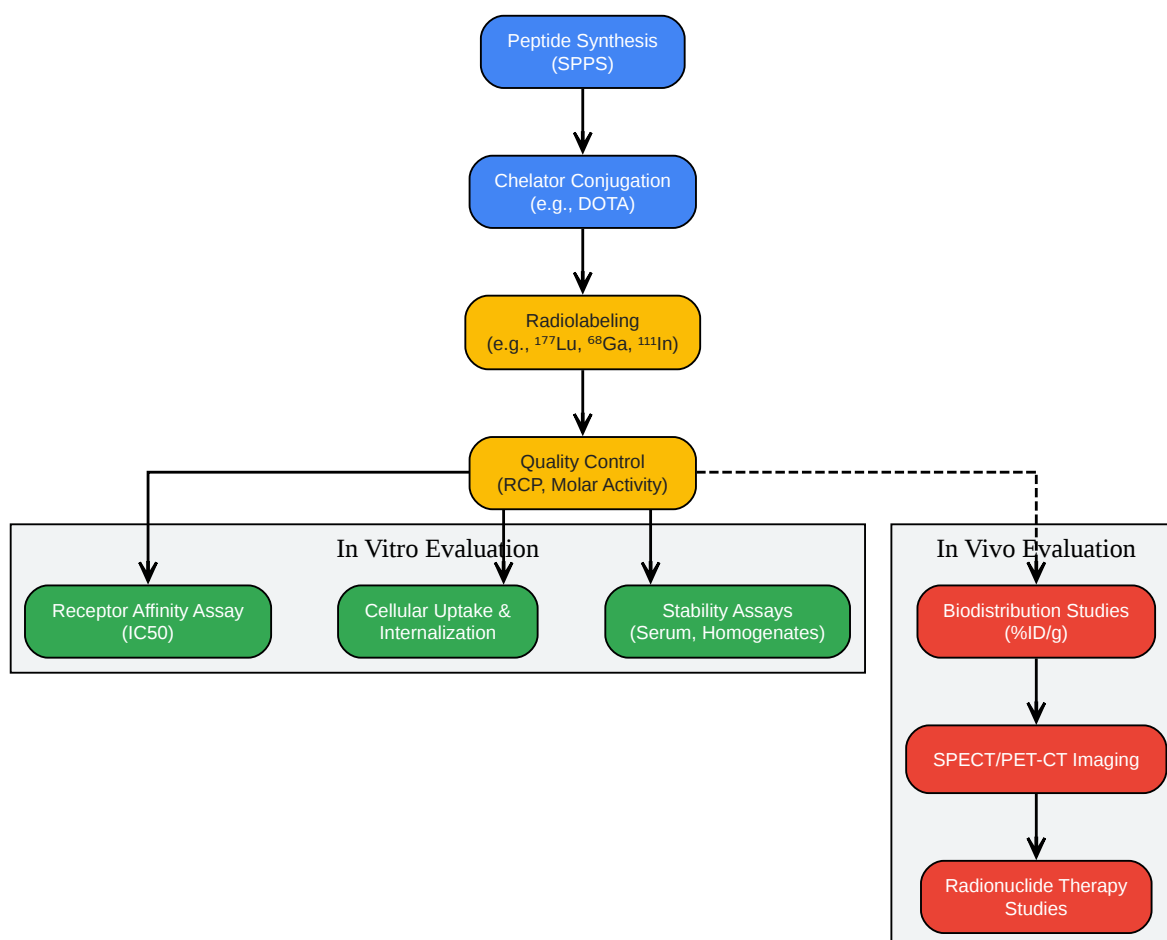 Peptide Synthesis
(SPPS)
Chelator Conjugation
(e.g., DOTA)
Radiolabeling
(e.g., ¹⁷⁷Lu, ⁶⁸Ga, ¹¹¹In)
Quality Control
(RCP, Molar Activity)
In Vitro Evaluation
In Vivo Evaluation
Receptor Affinity Assay
(IC50)
Cellular Uptake &
Internalization
Stability Assays
(Serum, Homogenates)
Biodistribution Studies
(%ID/g)
SPECT/PET-CT Imaging
Radionuclide Therapy
Studies